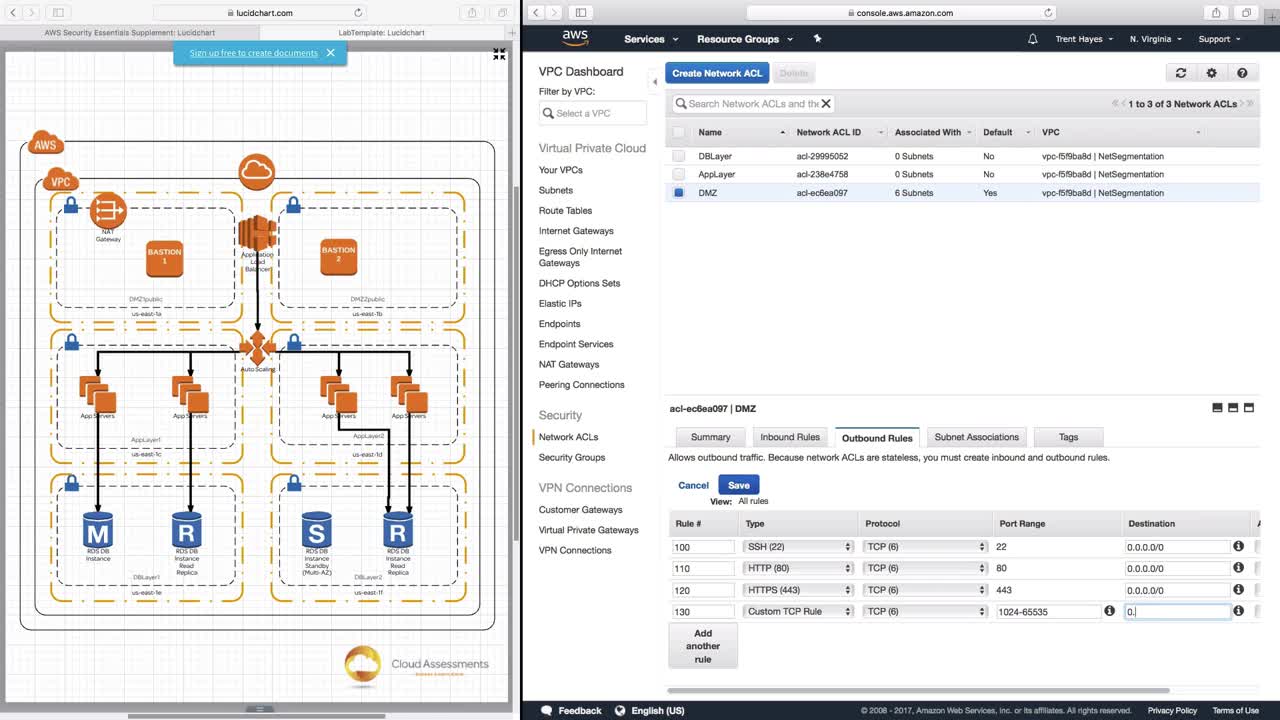 lucidchart.com
AWS Security Essentials Supplement: Lucidchart
LabTemplate: Lucidchart
Sign up free to create documents
AWS
VPC
NAT
Gateway
BASTION
1
Application
Load
Balancer
BASTION
2
DMZ1public
us-east-1a
DMZ2public
us-east-1b
Auto Scaling
App Servers
App Servers
App Servers
App Servers
AppLayer1
us-east-1c
AppLayer2
us-east-1d
M
RDS DB
Instance
R
RDS DB
Instance
Read
Replica
S
RDS DB
Instance
Standby
(Multi-AZ)
R
RDS DB
Instance
Read
Replica
DBLayer1
us-east-1e
DBLayer2
us-east-1f
Cloud Assessments
console.aws.amazon.com
aws
Services
Resource Groups
Trent Hayes
N. Virginia
Support
VPC Dashboard
Filter by VPC:
Select a VPC
Virtual Private Cloud
Your VPCs
Subnets
Route Tables
Internet Gateways
Egress Only Internet
Gateways
DHCP Options Sets
Elastic IPs
Endpoints
Endpoint Services
NAT Gateways
Peering Connections
Security
Network ACLs
Security Groups
VPN Connections
Customer Gateways
Virtual Private Gateways
VPN Connections
Create Network ACL
Delete
Search Network ACLs and the
1 to 3 of 3 Network ACLs
Name Network ACL ID Associated With Default VPC
DBLayer acl-29995052 0 Subnets No vpc-f5f9ba8d | NetSegmentation
AppLayer acl-238e4758 0 Subnets No vpc-f5f9ba8d | NetSegmentation
DMZ acl-ec6ea097 6 Subnets Yes vpc-f5f9ba8d | NetSegmentation
acl-ec6ea097 | DMZ
Summary
Inbound Rules
Outbound Rules
Subnet Associations
Tags
Allows outbound traffic. Because network ACLs are stateless, you must create inbound and outbound rules.
Cancel
Save
View: All rules
Rule # Type Protocol Port Range Destination
100 SSH (22) TCP (6) 22 0.0.0.0/0
110 HTTP (80) TCP (6) 80 0.0.0.0/0
120 HTTPS (443) TCP (6) 443 0.0.0.0/0
130 Custom TCP Rule TCP (6) 1024-65535 0.
Add
another
rule
Feedback
English (US)
© 2008 - 2017, Amazon Web Services, Inc. or its affiliates. All rights reserved.
Privacy Policy
Terms of Use